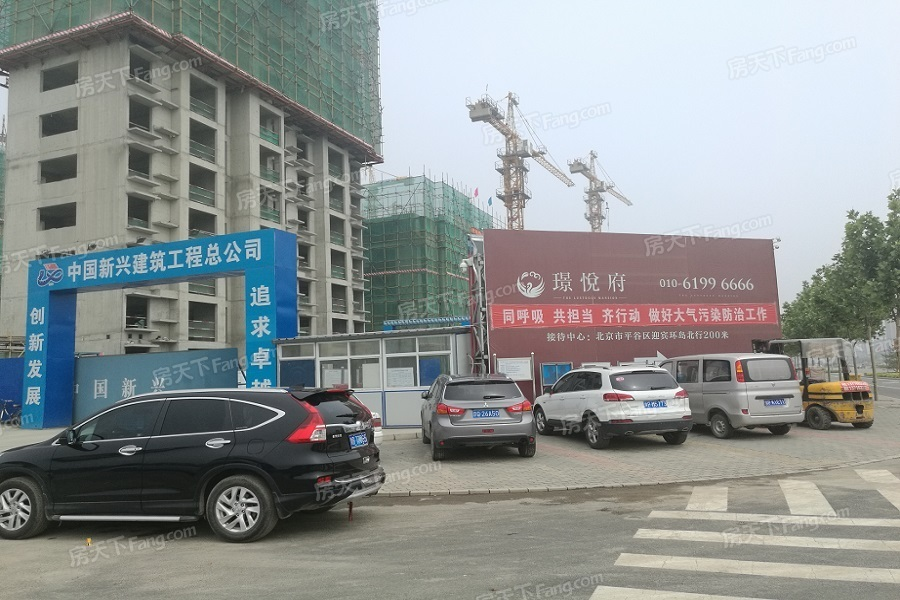 中国新兴建筑工程总公司
创新发展
追求卓越
中国新兴
璟悦府
010-6199 6666
同呼吸 共担当 齐行动 做好大气污染防治工作
接待中心：北京市平谷区迎宾环岛北行200米
房天下Fang.com